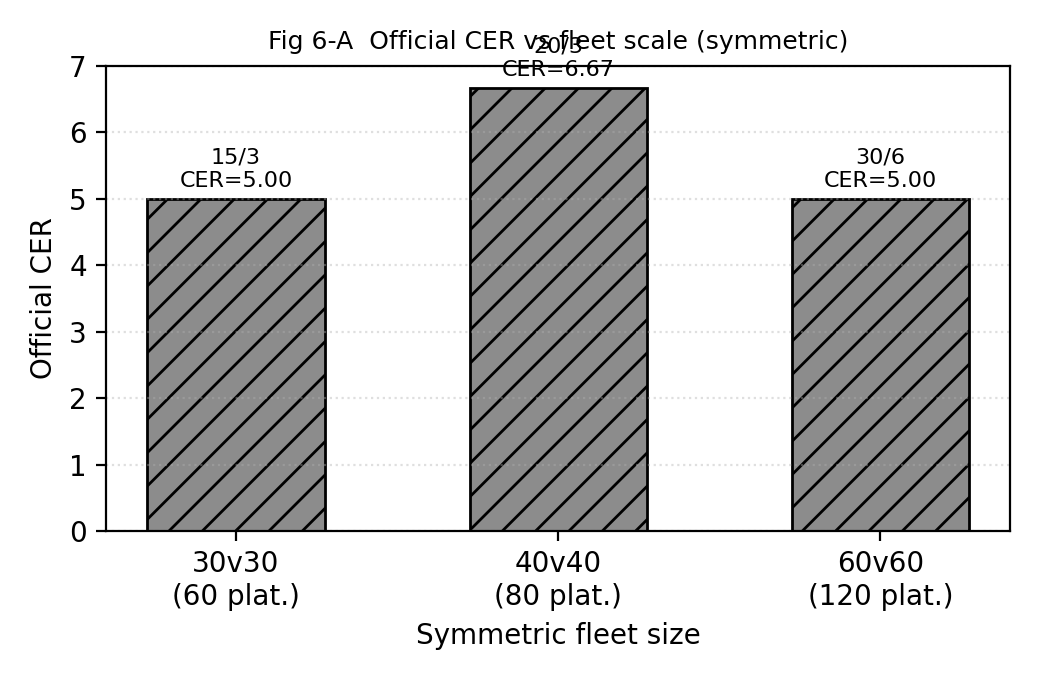 Fig 6-A  Official CER vs fleet scale (symmetric)
20/3
CER=6.67
15/3
CER=5.00
30/6
CER=5.00
Official CER
7
6
5
4
3
2
1
0
30v30
(60 plat.)
40v40
(80 plat.)
60v60
(120 plat.)
Symmetric fleet size